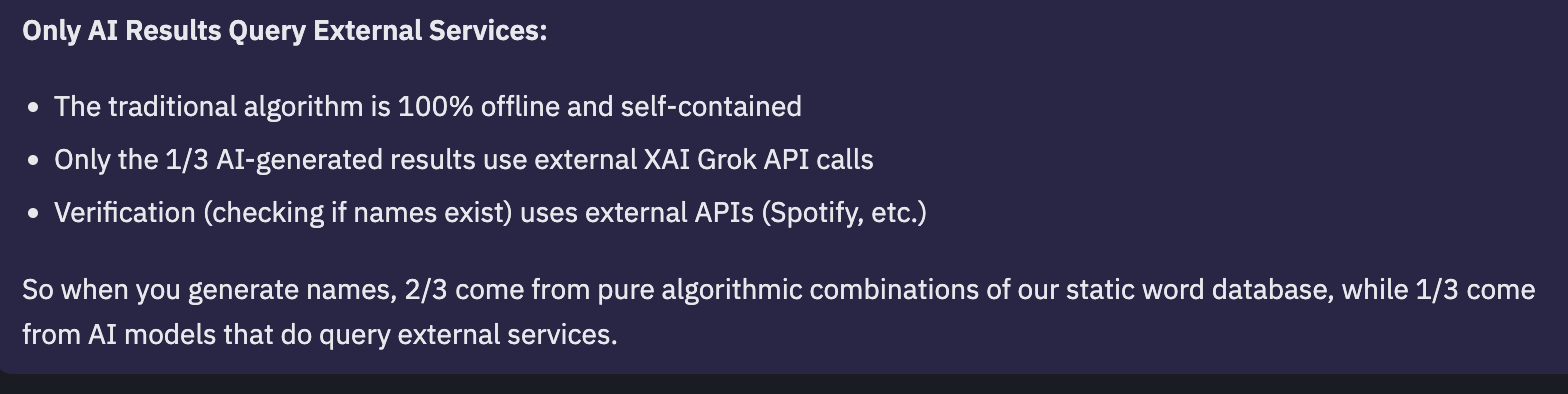 Only AI Results Query External Services:
• The traditional algorithm is 100% offline and self-contained
• Only the 1/3 AI-generated results use external XAI Grok API calls
• Verification (checking if names exist) uses external APIs (Spotify, etc.)
So when you generate names, 2/3 come from pure algorithmic combinations of our static word database, while 1/3 come
from AI models that do query external services.